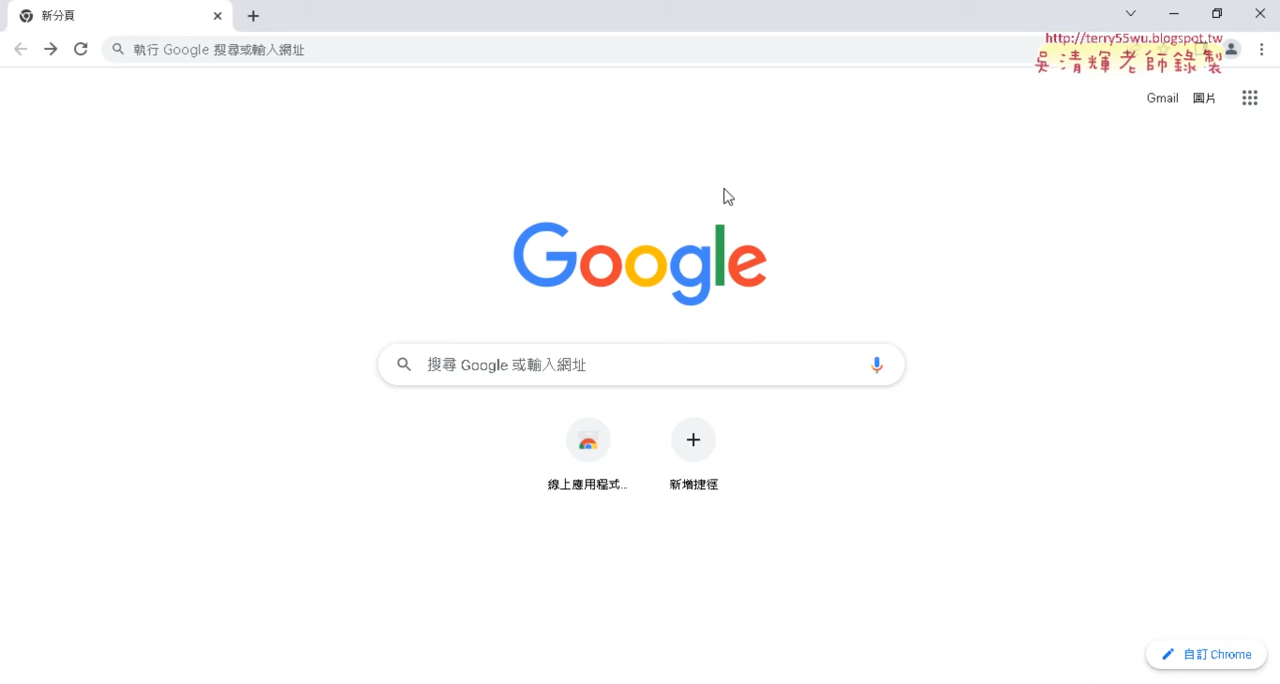 新分頁
執行 Google 搜尋或輸入網址
http://terry55wu.blogspot.tw
吳清輝老師錄製
Gmail 圖片
Google
搜尋 Google 或輸入網址
線上應用程式...
新增捷徑
自訂 Chrome